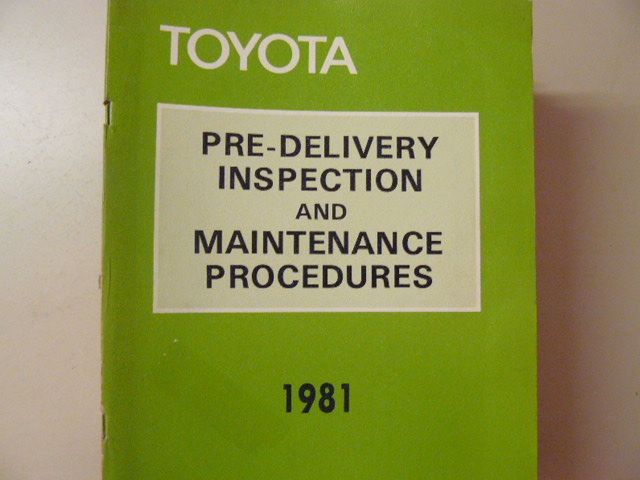 TOYOTA
PRE-DELIVERY
INSPECTION
AND
MAINTENANCE
PROCEDURES
1981